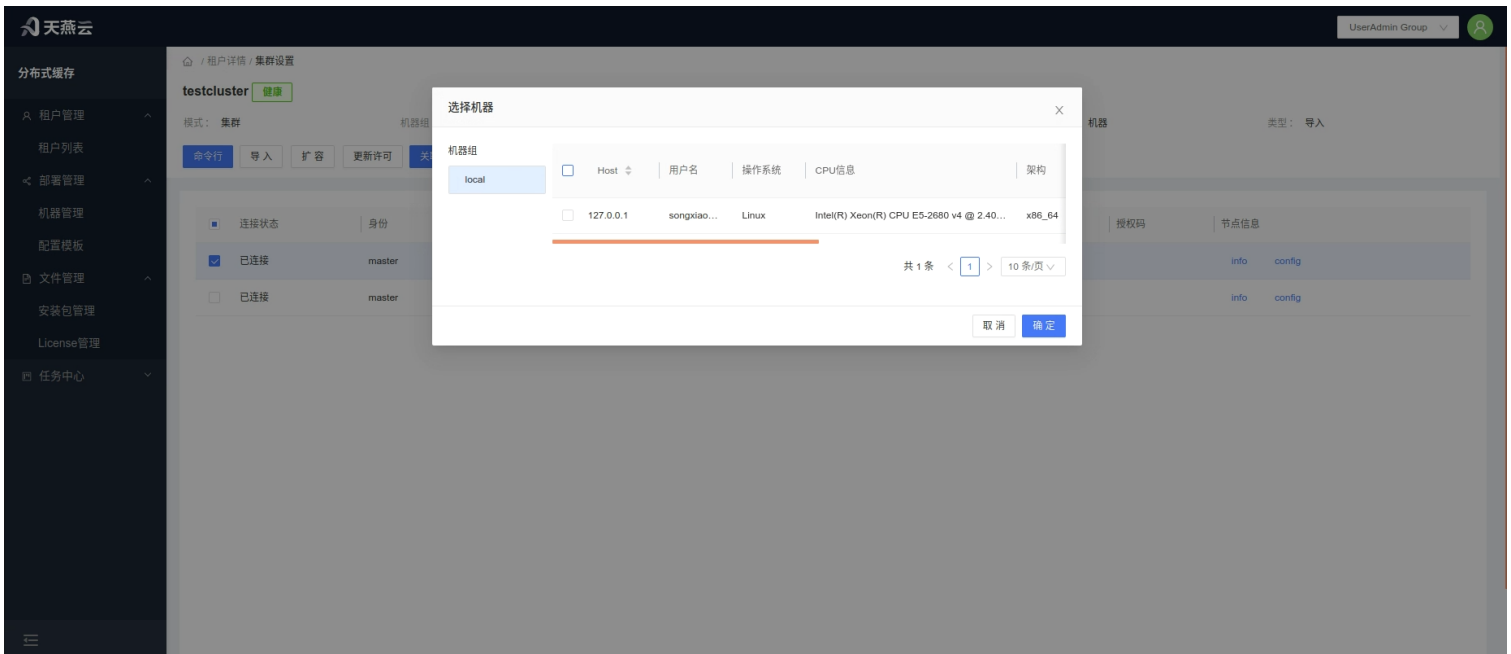 天燕云
UserAdmin Group
分布式缓存
租户管理
租户列表
部署管理
机器管理
配置模板
文件管理
安装包管理
License管理
任务中心
/ 租户详情 / 集群设置
testcluster 健康
模式： 集群 机器组 机器 类型： 导入
命令行 导入 扩容 更新许可
连接状态 身份 授权码 节点信息
已连接 master info config
已连接 master info config
选择机器
机器组
local
Host 用户名 操作系统 CPU信息 架构
127.0.0.1 songxiao... Linux Intel(R) Xeon(R) CPU E5-2680 v4 @ 2.40... x86_64
共 1 条 < 1 > 10 条/页
取消 确定